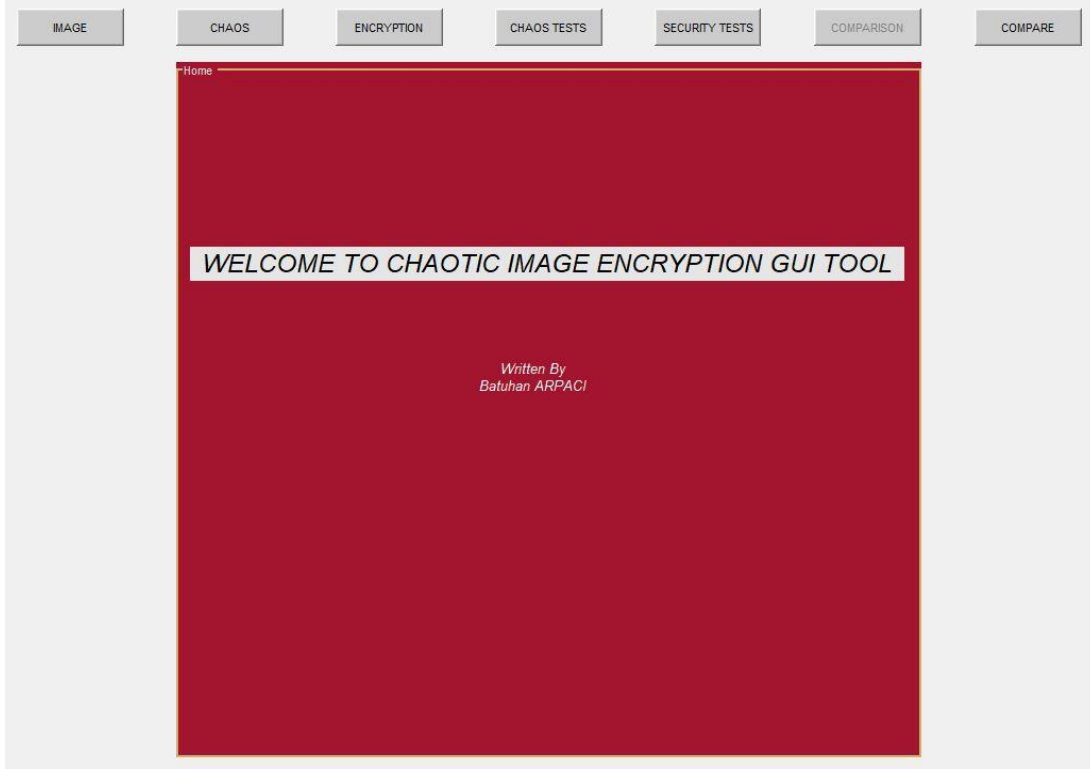 IMAGE CHAOS ENCRYPTION CHAOS TESTS SECURITY TESTS COMPARISON COMPARE
Home
WELCOME TO CHAOTIC IMAGE ENCRYPTION GUI TOOL
Written By
Batuhan ARPACI